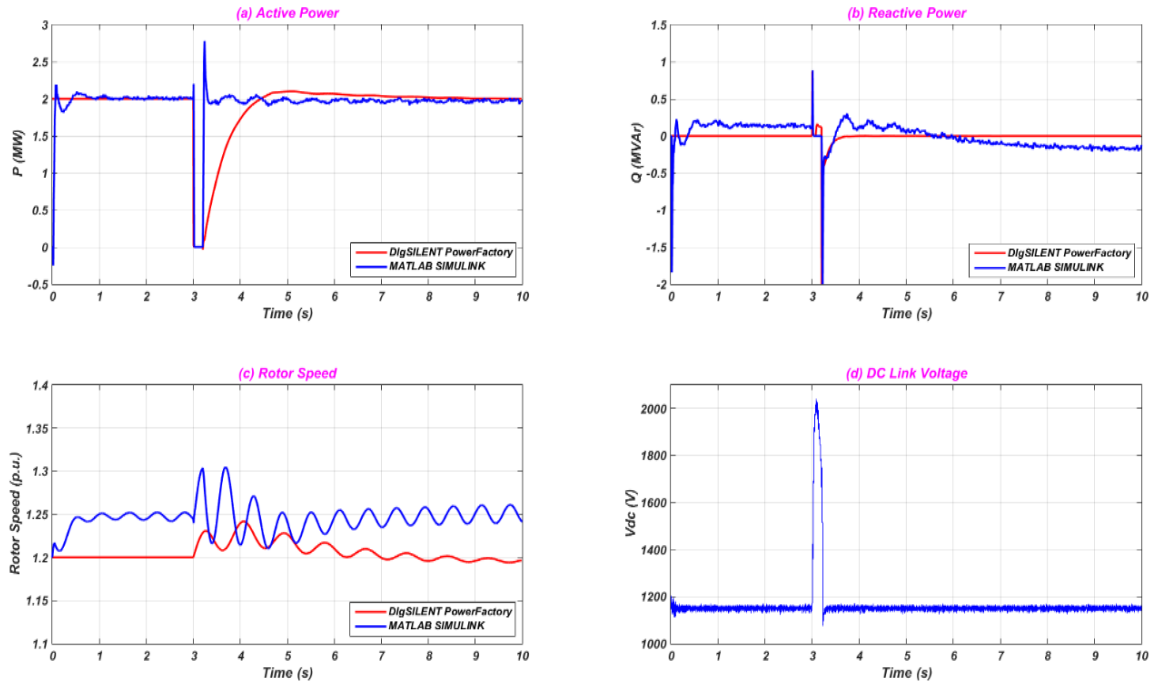 (a) Active Power
3
2.5
2
1.5
1
0.5
0
-0.5
P (MW)
DIgSILENT PowerFactory
MATLAB SIMULINK
0 1 2 3 4 5 6 7 8 9 10
Time (s)
(b) Reactive Power
1.5
1
0.5
0
-0.5
-1
-1.5
-2
Q (MVAr)
DIgSILENT PowerFactory
MATLAB SIMULINK
0 1 2 3 4 5 6 7 8 9 10
Time (s)
(c) Rotor Speed
1.4
1.35
1.3
1.25
1.2
1.15
1.1
Rotor Speed (p.u.)
DIgSILENT PowerFactory
MATLAB SIMULINK
0 1 2 3 4 5 6 7 8 9 10
Time (s)
(d) DC Link Voltage
2000
1800
1600
1400
1200
1000
Vdc (V)
0 1 2 3 4 5 6 7 8 9 10
Time (s)